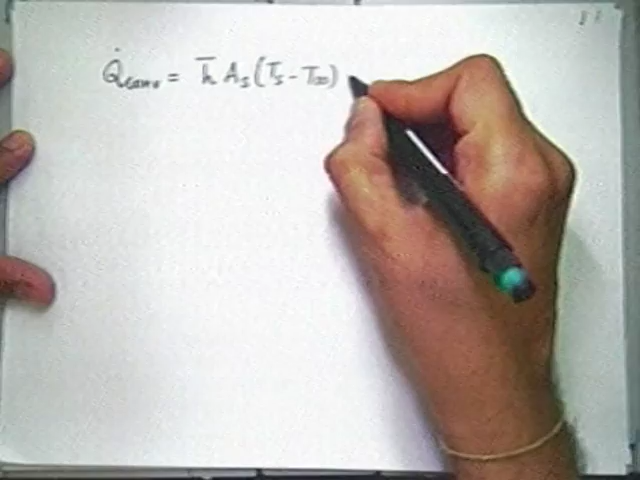 Q̇conv = h̄ As (Ts - T∞)